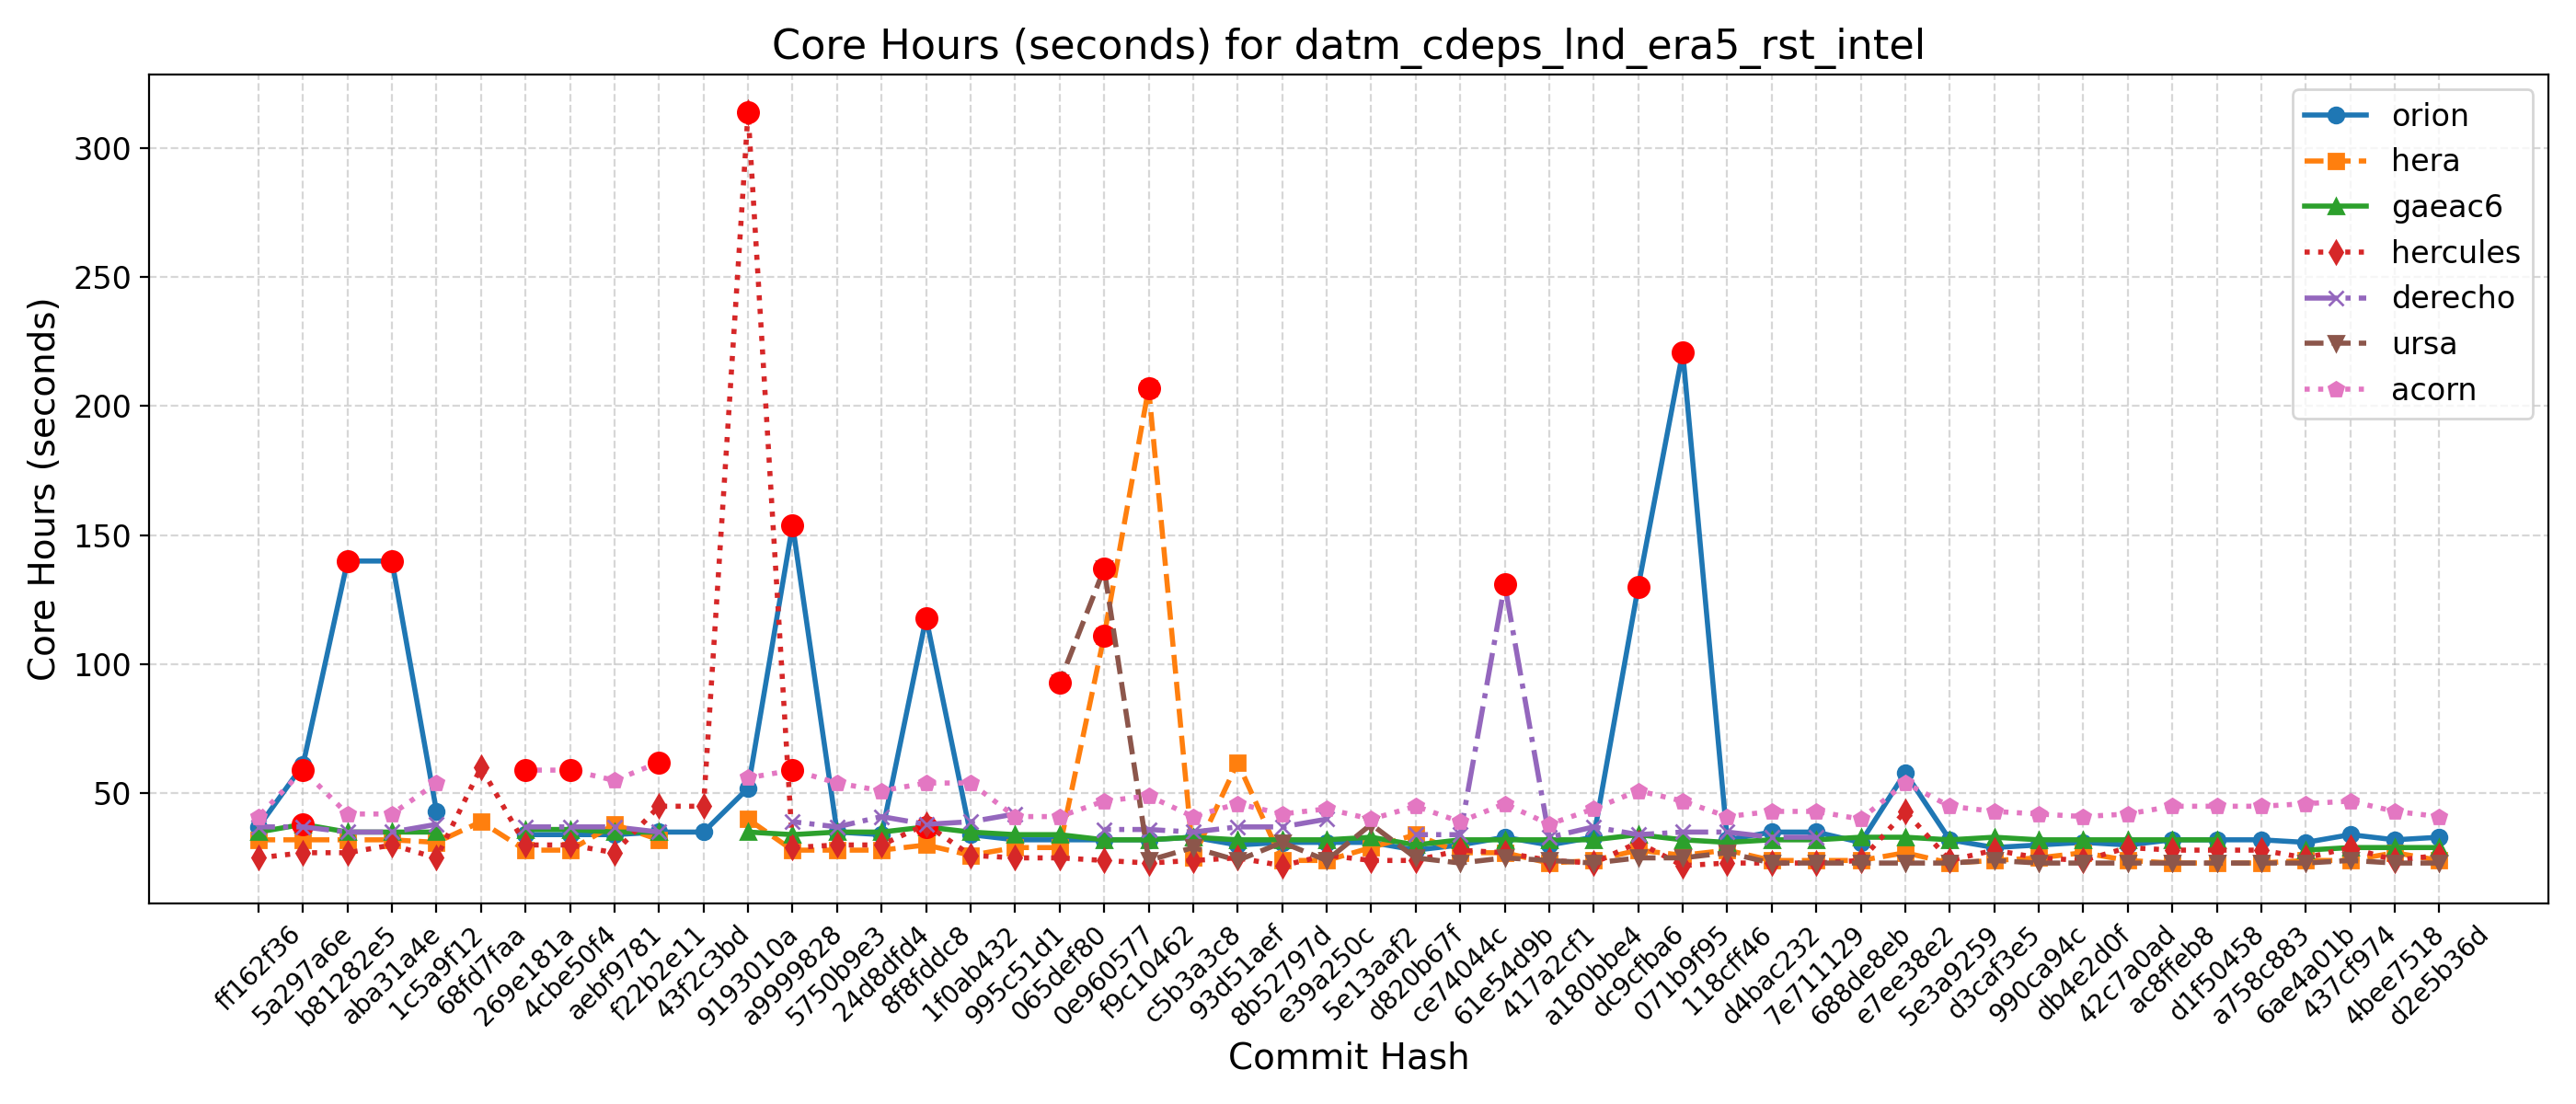 Core Hours (seconds) for datm_cdeps_lnd_era5_rst_intel
Core Hours (seconds)
300
250
200
150
100
50
orion
hera
gaeac6
hercules
derecho
ursa
acorn
ff162f36
5a297a6e
b81282e5
aba31a4e
1c5a9f12
68fd7faa
269e181a
4cbe50f4
aebf9781
f22b2e11
43f2c3bd
9193010a
a9999828
5750b9e3
24d8dfd4
8f8fddc8
1f0ab432
995c51d1
065def80
0e960577
f9c10462
c5b3a3c8
93d51aef
8b52797d
e39a250c
5e13aaf2
d820b67f
ce74044c
61e54d9b
417a2cf1
a180bbe4
dc9cfba6
071b9f95
118cff46
d4bac232
7e711129
688de8eb
e7ee38e2
5e3a9259
d3caf3e5
990ca94c
db4e2d0f
42c7a0ad
ac8ffeb8
d1f50458
a758c883
6ae4a01b
437cf974
4bee7518
d2e5b36d
Commit Hash